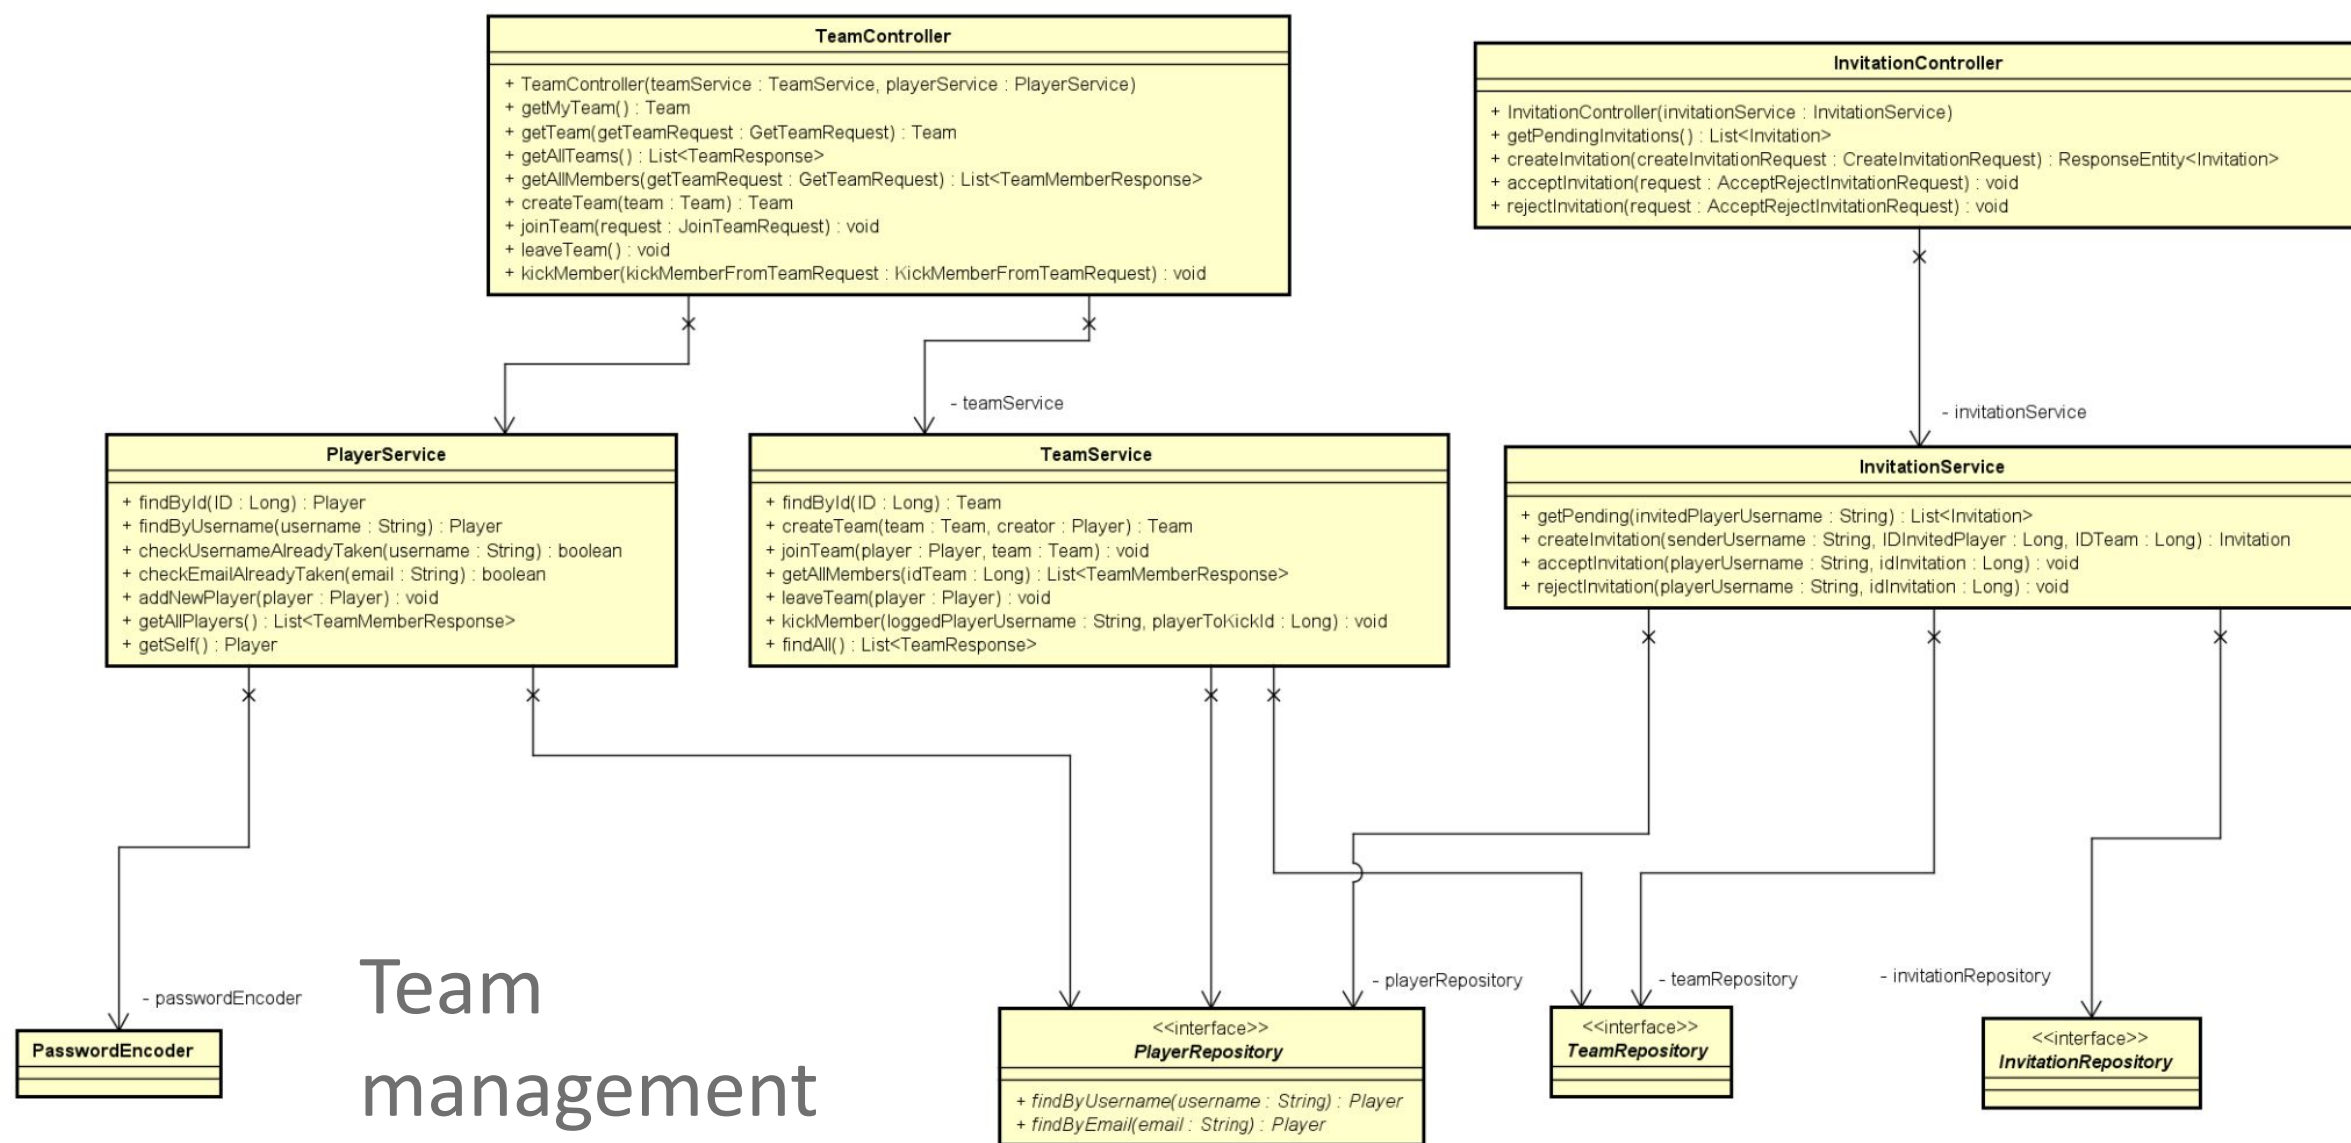 TeamController
+ TeamController(teamService : TeamService, playerService : PlayerService)
+ getMyTeam() : Team
+ getTeam(getTeamRequest : GetTeamRequest) : Team
+ getAllTeams() : List<TeamResponse>
+ getAllMembers(getTeamRequest : GetTeamRequest) : List<TeamMemberResponse>
+ createTeam(team : Team) : Team
+ joinTeam(request : JoinTeamRequest) : void
+ leaveTeam() : void
+ kickMember(kickMemberFromTeamRequest : KickMemberFromTeamRequest) : void
InvitationController
+ InvitationController(invitationService : InvitationService)
+ getPendingInvitations() : List<Invitation>
+ createInvitation(createInvitationRequest : CreateInvitationRequest) : ResponseEntity<Invitation>
+ acceptInvitation(request : AcceptRejectInvitationRequest) : void
+ rejectInvitation(request : AcceptRejectInvitationRequest) : void
- teamService
- invitationService
PlayerService
+ findById(ID : Long) : Player
+ findByUsername(username : String) : Player
+ checkUsernameAlreadyTaken(username : String) : boolean
+ checkEmailAlreadyTaken(email : String) : boolean
+ addNewPlayer(player : Player) : void
+ getAllPlayers() : List<TeamMemberResponse>
+ getSelf() : Player
TeamService
+ findById(ID : Long) : Team
+ createTeam(team : Team, creator : Player) : Team
+ joinTeam(player : Player, team : Team) : void
+ getAllMembers(idTeam : Long) : List<TeamMemberResponse>
+ leaveTeam(player : Player) : void
+ kickMember(loggedPlayerUsername : String, playerToKickId : Long) : void
+ findAll() : List<TeamResponse>
InvitationService
+ getPending(invitedPlayerUsername : String) : List<Invitation>
+ createInvitation(senderUsername : String, IDInvitedPlayer : Long, IDTeam : Long) : Invitation
+ acceptInvitation(playerUsername : String, idInvitation : Long) : void
+ rejectInvitation(playerUsername : String, idInvitation : Long) : void
- passwordEncoder
PasswordEncoder
Team
management
- playerRepository
- teamRepository
- invitationRepository
<<interface>>
PlayerRepository
+ findByUsername(username : String) : Player
+ findByEmail(email : String) : Player
<<interface>>
TeamRepository
<<interface>>
InvitationRepository